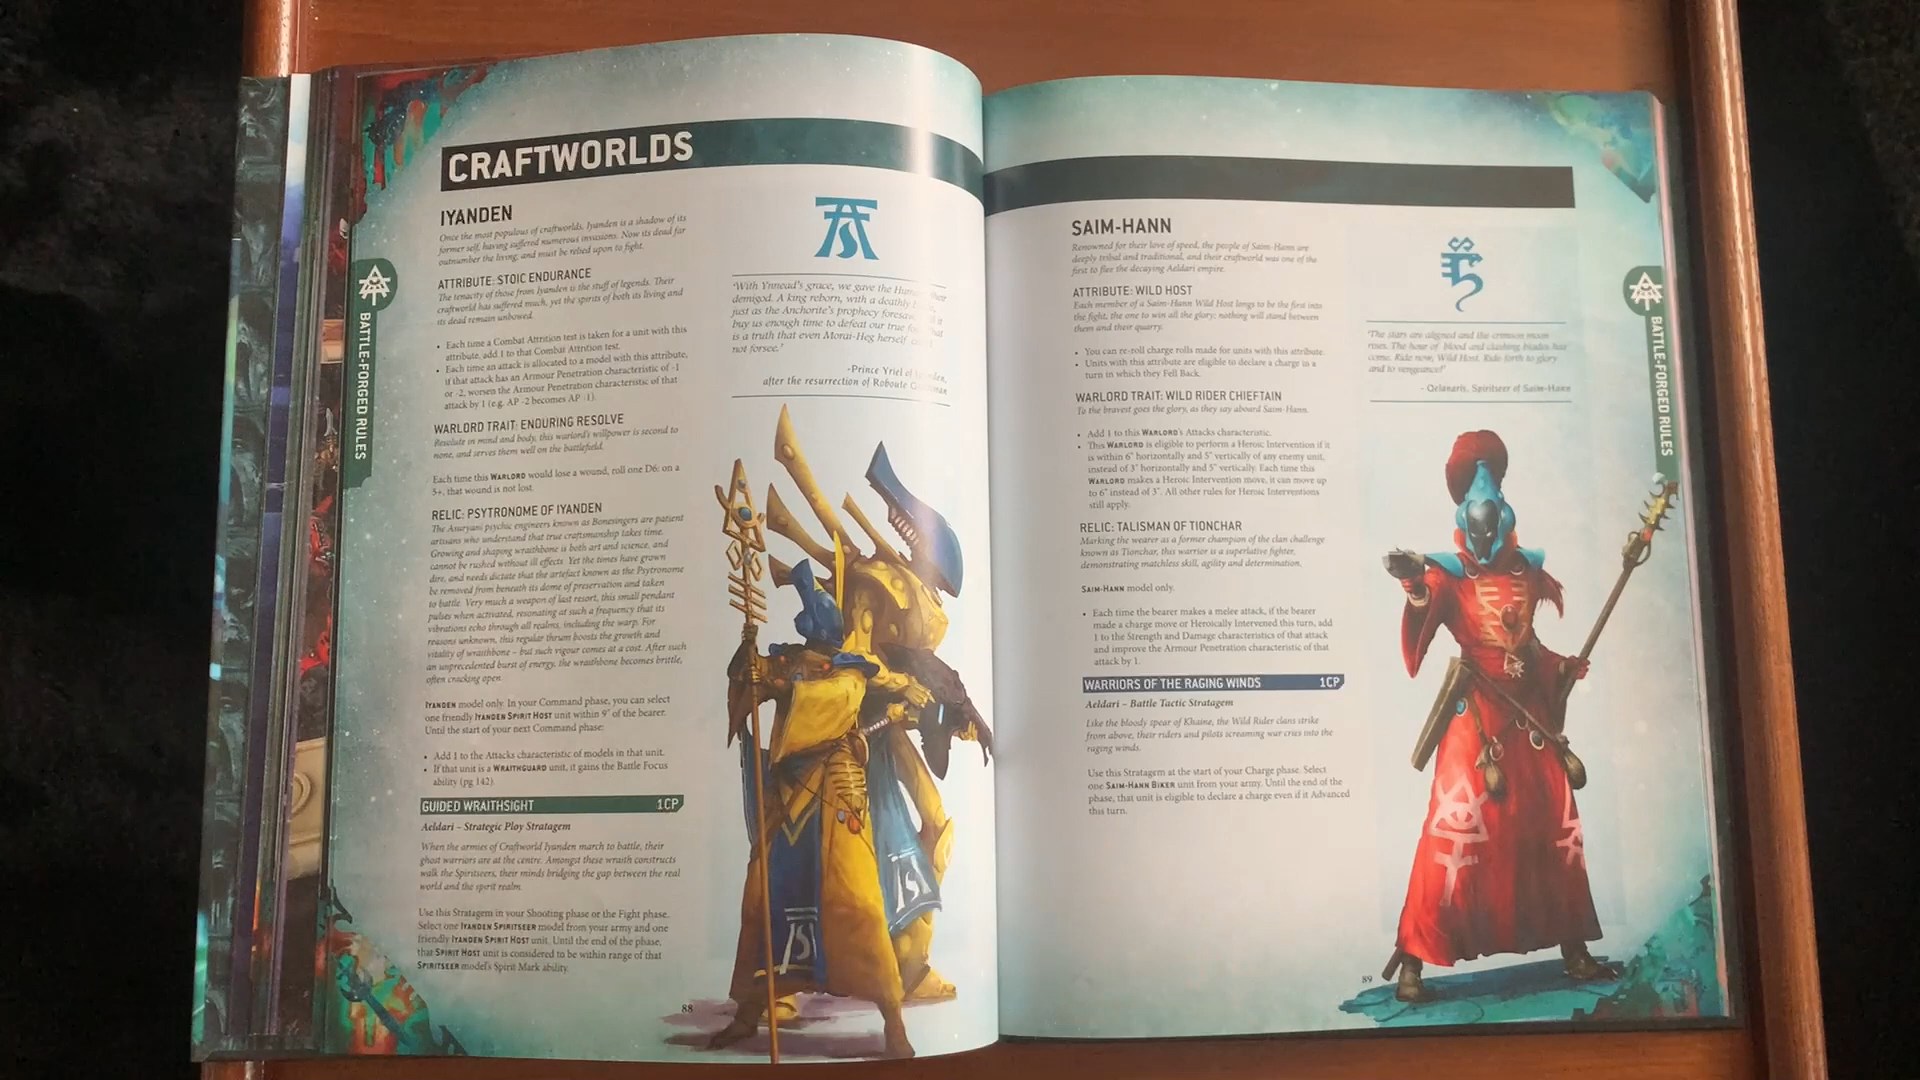 CRAFTWORLDS
IYANDEN
Once the most populous of craftworlds, Iyanden is a shadow of its
former self, having suffered numerous invasions. Now its dead far
outnumber the living, and must be relied upon to fight.
ATTRIBUTE: STOIC ENDURANCE
The tenacity of those from Iyanden is the stuff of legends. Their
craftworld has suffered much, yet the spirits of both its living and
its dead remain unbowed.
• Each time a Combat Attrition test is taken for a unit with this
attribute, add 1 to that Combat Attrition test.
• Each time an attack is allocated to a model with this attribute,
if that attack has an Armour Penetration characteristic of -1
or -2, worsen the Armour Penetration characteristic of that
attack by 1 (e.g. AP -2 becomes AP -1).
WARLORD TRAIT: ENDURING RESOLVE
Resolute in mind and body, this warlord's willpower is second to
none, and serves them well on the battlefield.
Each time this WARLORD would lose a wound, roll one D6: on a
5+, that wound is not lost.
RELIC: PSYTRONOME OF IYANDEN
The Asuryani psychic engineers known as Bonesingers are patient
artisans who understand that true craftsmanship takes time.
Growing and shaping wraithbone is both art and science, and
cannot be rushed without ill effects. Yet the times have grown
dire, and needs dictate that the artefact known as the Psytronome
be removed from beneath its dome of preservation and taken
to battle. Very much a weapon of last resort, this small pendant
pulses when activated, resonating at such a frequency that its
vibrations echo through all realms, including the warp. For
reasons unknown, this regular thrum boosts the growth and
vitality of wraithbone – but such vigour comes at a cost. After such
an unprecedented burst of energy, the wraithbone becomes brittle,
often cracking open.
IYANDEN model only. In your Command phase, you can select
one friendly IYANDEN SPIRIT HOST unit within 9" of the bearer.
Until the start of your next Command phase:
• Add 1 to the Attacks characteristic of models in that unit.
• If that unit is a WRAITHGUARD unit, it gains the Battle Focus
ability (pg 142).
GUIDED WRAITHSIGHT 1CP
Aeldari – Strategic Ploy Stratagem
When the armies of Craftworld Iyanden march to battle, their
ghost warriors are at the centre. Amongst these wraith constructs
walk the Spiritseers, their minds bridging the gap between the real
world and the spirit realm.
Use this Stratagem in your Shooting phase or the Fight phase.
Select one IYANDEN SPIRITSEER model from your army and one
friendly IYANDEN SPIRIT HOST unit. Until the end of the phase,
that SPIRIT HOST unit is considered to be within range of that
SPIRITSEER model's Spirit Mark ability.
'With Ynnead's grace, we gave the
demigod. A king reborn, with a deathly
just as the Anchorite's prophecy
buy us enough time to defeat our true
is a truth that even Morai-Heg herself
not forsee.'
-Prince Yriel of
after the resurrection of Roboute
BATTLE-FORGED RULES
88
SAIM-HANN
Renowned for their love of speed, the people of Saim-Hann are
deeply tribal and traditional, and their craftworld was one of the
first to flee the decaying Aeldari empire.
ATTRIBUTE: WILD HOST
Each member of a Saim-Hann Wild Host longs to be the first into
the fight, the one to win all the glory; nothing will stand between
them and their quarry.
• You can re-roll charge rolls made for units with this attribute.
• Units with this attribute are eligible to declare a charge in a
turn in which they Fell Back.
WARLORD TRAIT: WILD RIDER CHIEFTAIN
To the bravest goes the glory, as they say aboard Saim-Hann.
• Add 1 to this WARLORD's Attacks characteristic.
• This WARLORD is eligible to perform a Heroic Intervention if it
is within 6" horizontally and 5" vertically of any enemy unit,
instead of 3" horizontally and 5" vertically. Each time this
WARLORD makes a Heroic Intervention move, it can move up
to 6" instead of 3". All other rules for Heroic Interventions
still apply.
RELIC: TALISMAN OF TIONCHAR
Marking the wearer as a former champion of the clan challenge
known as Tionchar, this warrior is a superlative fighter,
demonstrating matchless skill, agility and determination.
SAIM-HANN model only.
• Each time the bearer makes a melee attack, if the bearer
made a charge move or Heroically Intervened this turn, add
1 to the Strength and Damage characteristics of that attack
and improve the Armour Penetration characteristic of that
attack by 1.
WARRIORS OF THE RAGING WINDS 1CP
Aeldari – Battle Tactic Stratagem
Like the bloody spear of Khaine, the Wild Rider clans strike
from above, their riders and pilots screaming war cries into the
raging winds.
Use this Stratagem at the start of your Charge phase. Select
one SAIM-HANN BIKER unit from your army. Until the end of the
phase, that unit is eligible to declare a charge even if it Advanced
this turn.
'The stars are aligned and the crimson moon
rises. The hour of blood and clashing blades has
come. Ride now, Wild Host. Ride forth to glory
and to vengeance!'
- Oelanaris, Spiritseer of Saim-Hann
BATTLE-FORGED RULES
89